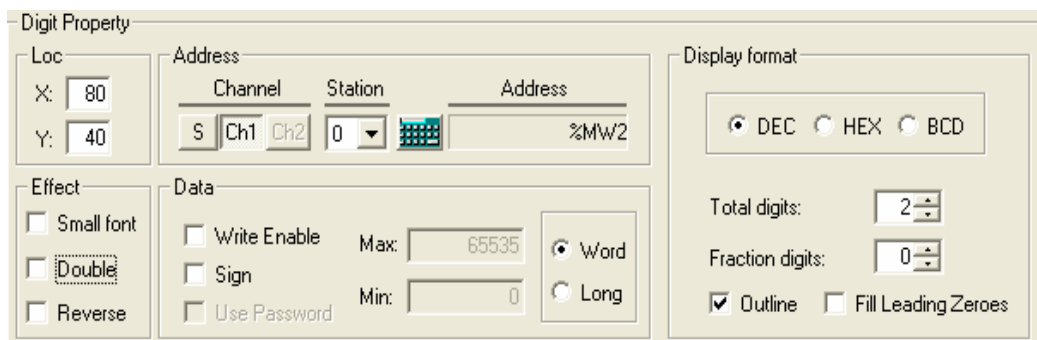 Digit Property
Loc
X: 80
Y: 40
Address
Channel Station Address
S Ch1 Ch2 0 %MW2
Display format
DEC HEX BCD
Total digits: 2
Fraction digits: 0
Outline Fill Leading Zeroes
Effect
Small font
Double
Reverse
Data
Write Enable
Sign
Use Password
Max: 65535
Min: 0
Word
Long